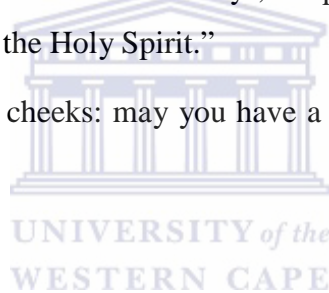 the Holy Spirit.”
cheeks: may you have a
UNIVERSITY of the
WESTERN CAPE